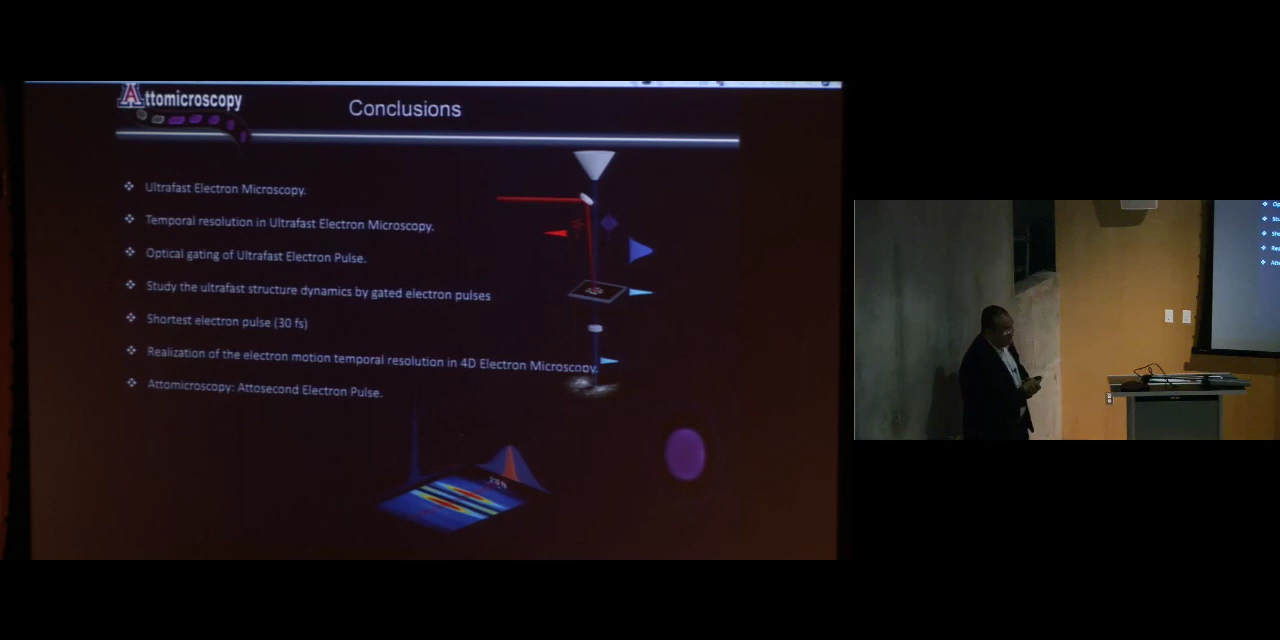 Attomicroscopy
Conclusions
Ultrafast Electron Microscopy.
Temporal resolution in Ultrafast Electron Microscopy.
Optical gating of Ultrafast Electron Pulse.
Study the ultrafast structure dynamics by gated electron pulses
Shortest electron pulse (30 fs)
Realization of the electron motion temporal resolution in 4D Electron Microscopy.
Attomicroscopy: Attosecond Electron Pulse.